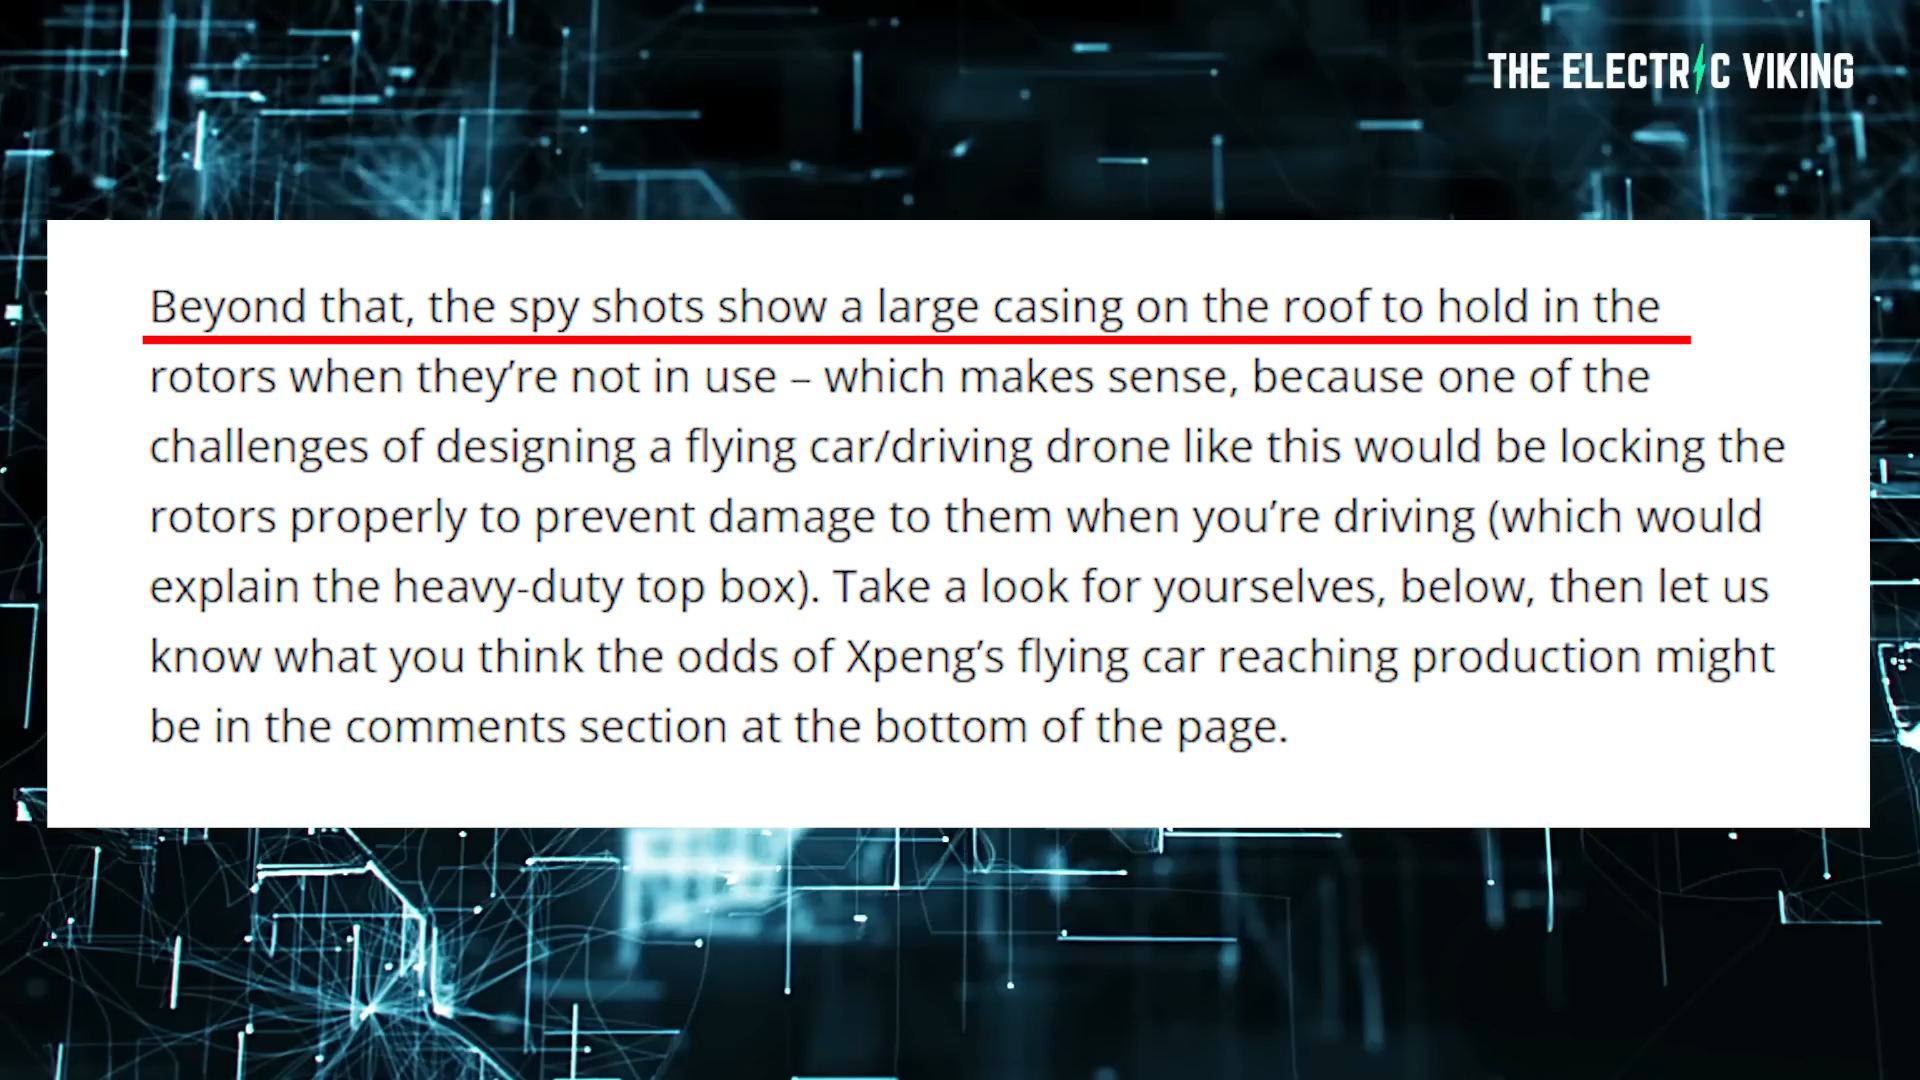 THE ELECTRIC VIKING
Beyond that, the spy shots show a large casing on the roof to hold in the
rotors when they’re not in use – which makes sense, because one of the
challenges of designing a flying car/driving drone like this would be locking the
rotors properly to prevent damage to them when you’re driving (which would
explain the heavy-duty top box). Take a look for yourselves, below, then let us
know what you think the odds of Xpeng’s flying car reaching production might
be in the comments section at the bottom of the page.